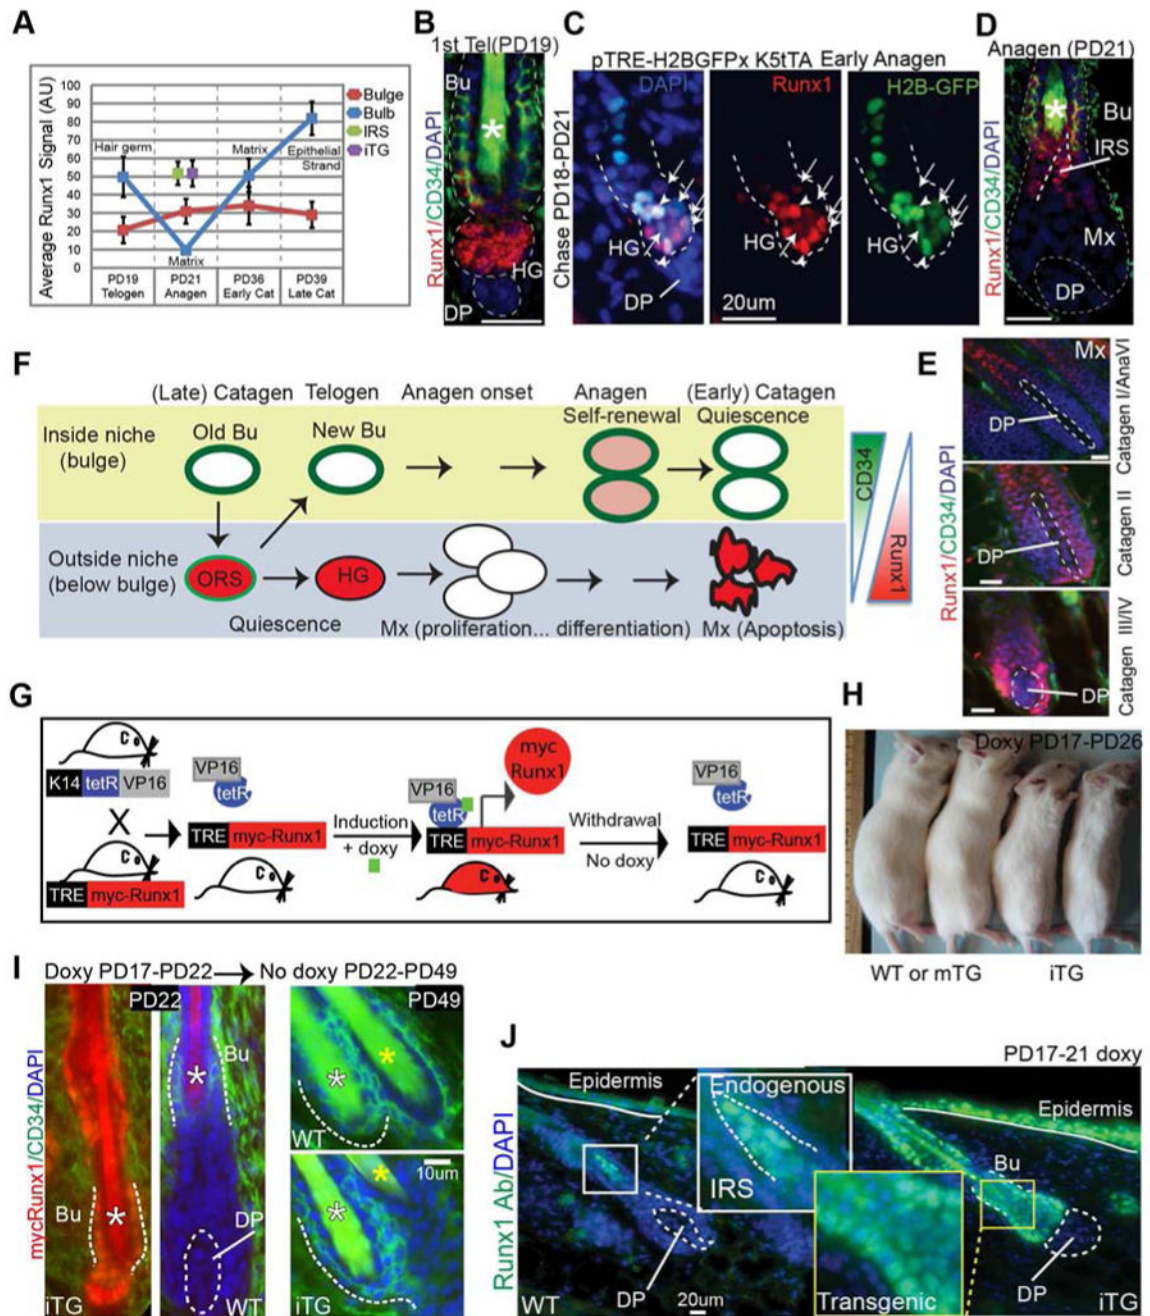 A
Average Runx1 Signal (AU)
100
90
80
70
60
50
40
30
20
10
0
Hair germ
Matrix
Matrix
Epithelial
Strand
Bulge
Bulb
IRS
iTG
PD19
Telogen
PD21
Anagen
PD36
Early Cat
PD39
Late Cat
B
1st Tel(PD19)
Runx1/CD34/DAPI
Bu
*
HG
DP
C
pTRE-H2BGFPx K5tTA Early Anagen
Chase PD18-PD21
DAPI
HG
DP
Runx1
HG
20um
H2B-GFP
HG
D
Anagen (PD21)
Runx1/CD34/DAPI
*
Bu
IRS
Mx
DP
F
(Late) Catagen
Telogen
Anagen onset
Anagen
Self-renewal
(Early) Catagen
Quiescence
Inside niche
(bulge)
Old Bu
New Bu
Outside niche
(below bulge)
ORS
HG
Quiescence
Mx (proliferation... differentiation)
Mx (Apoptosis)
CD34
Runx1
E
Runx1/CD34/DAPI
Mx
DP
Catagen I/AnaVI
DP
Catagen II
DP
Catagen III/IV
G
K14 tetR VP16
X
TRE myc-Runx1
VP16
tetR
TRE myc-Runx1
Induction
+ doxy
VP16
tetR
myc
Runx1
TRE myc-Runx1
Withdrawal
No doxy
VP16
tetR
TRE myc-Runx1
H
Doxy PD17-PD26
WT or mTG
iTG
I
Doxy PD17-PD22
No doxy PD22-PD49
mycRunx1/CD34/DAPI
PD22
Bu
*
iTG
Bu
*
DP
WT
PD49
*
*
WT
10um
*
*
iTG
J
PD17-21 doxy
Runx1 Ab/DAPI
Epidermis
Endogenous
IRS
DP
WT
20um
Epidermis
Bu
Transgenic
DP
iTG